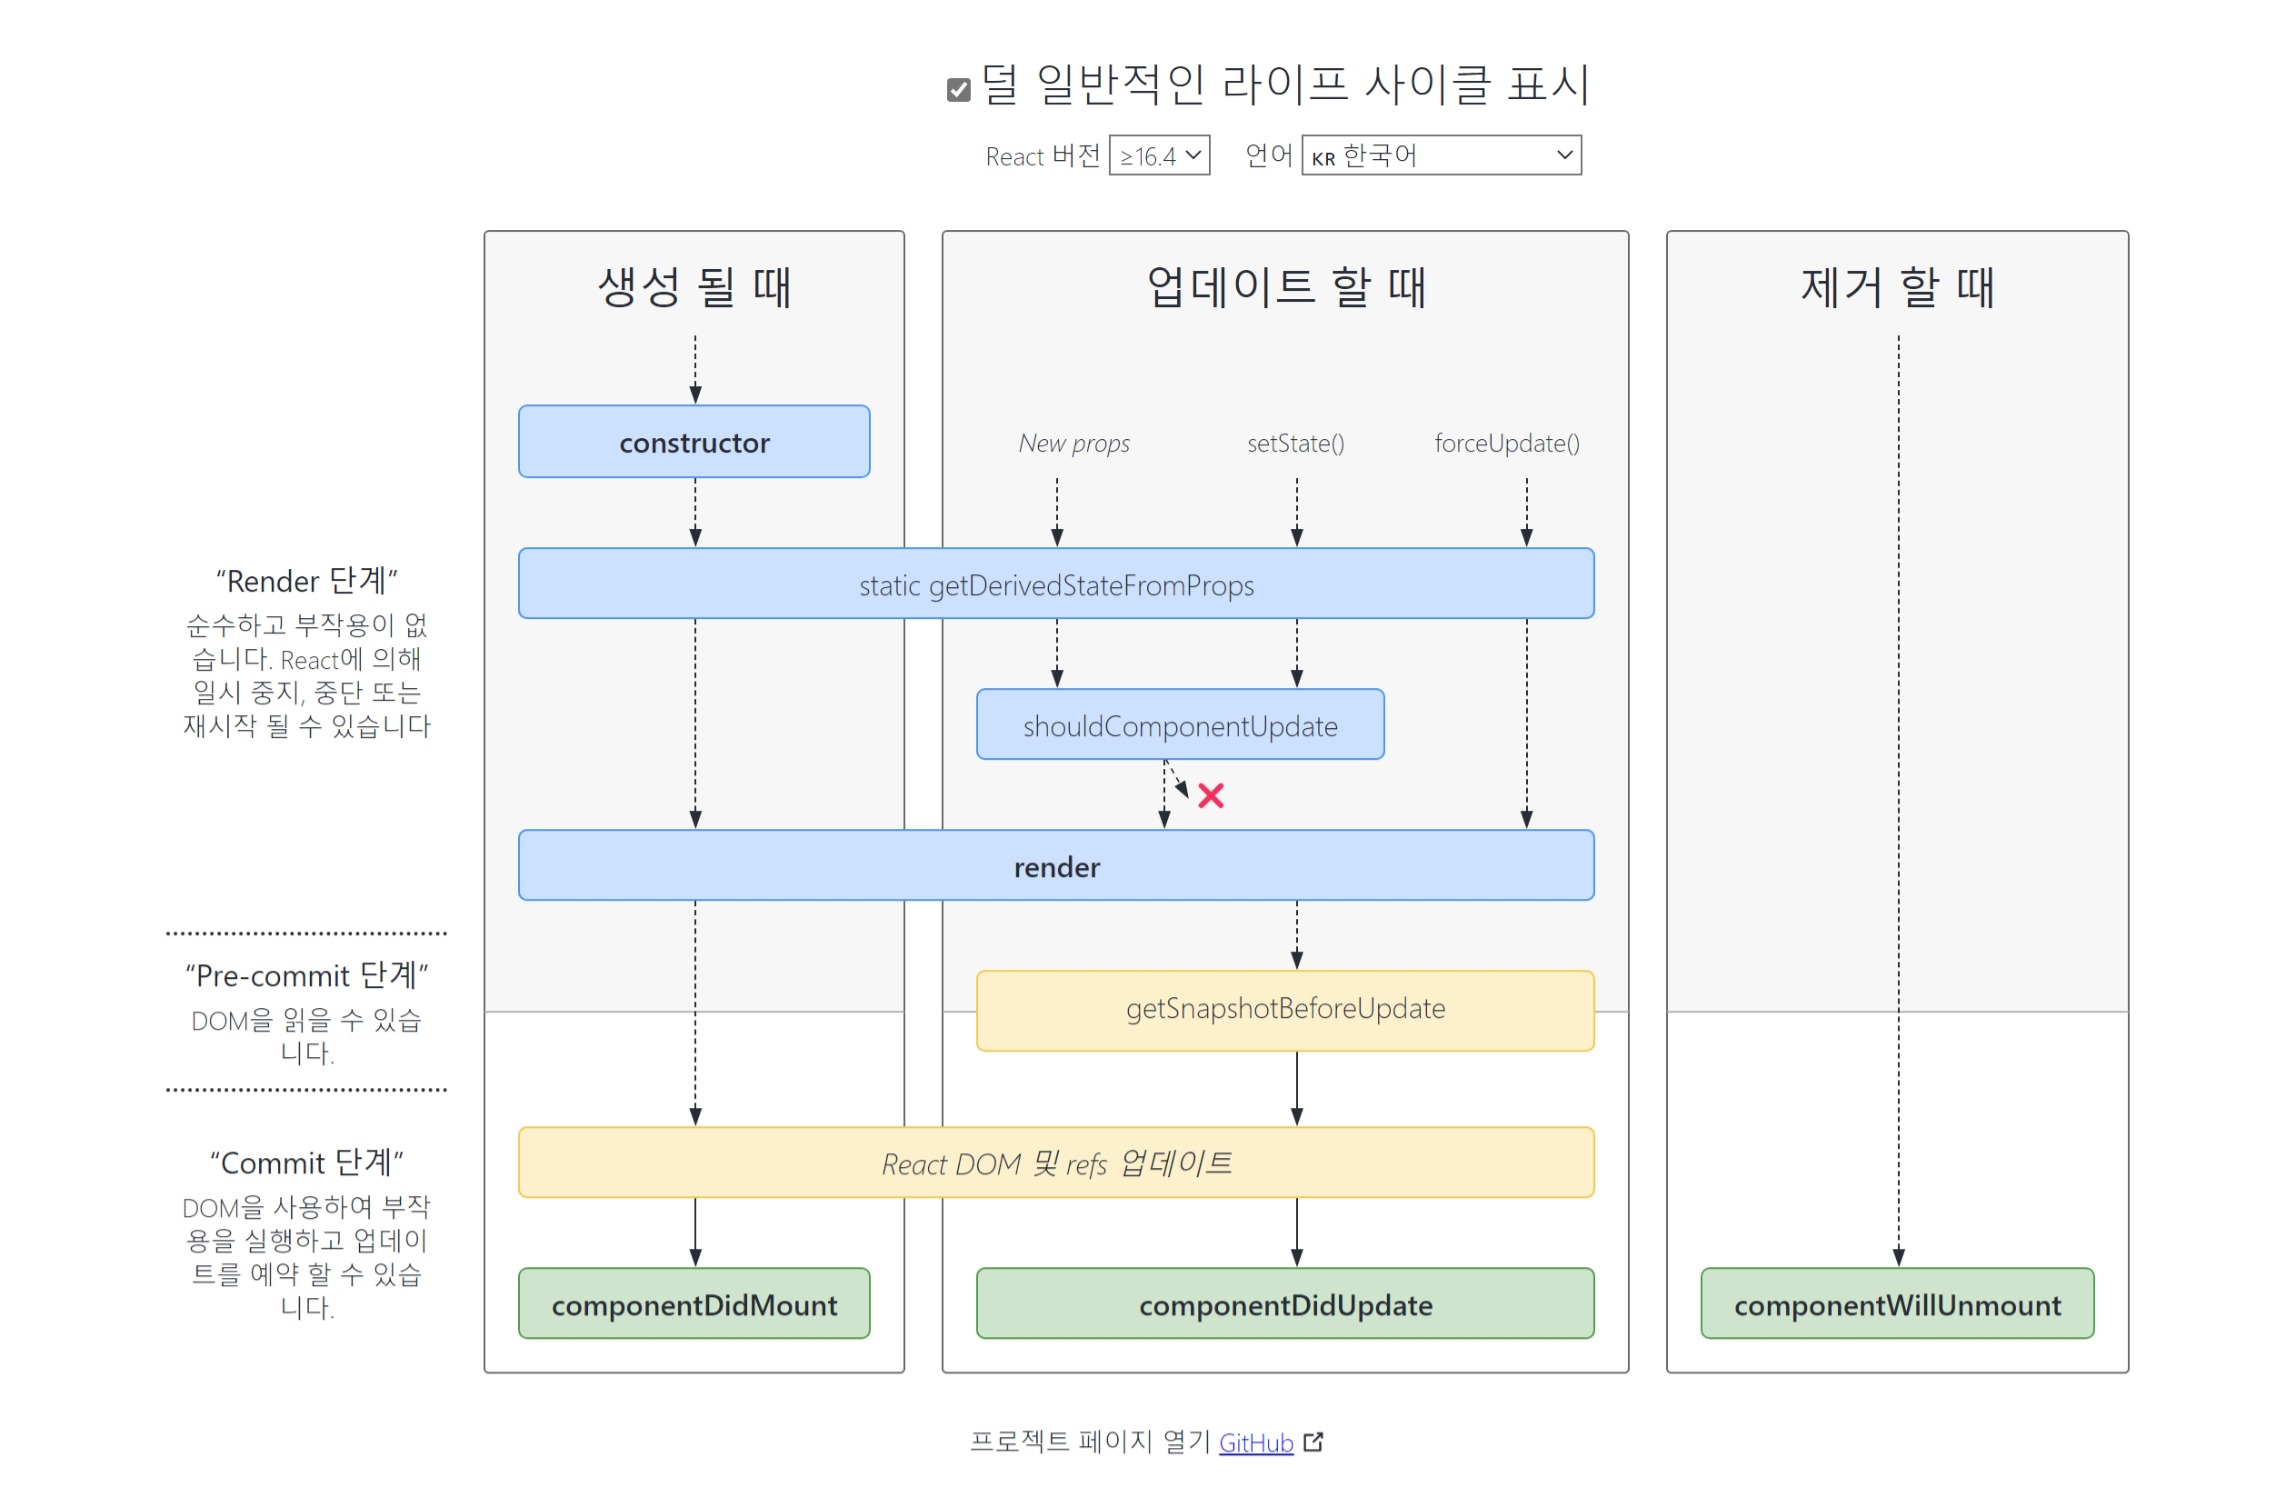 덜 일반적인 라이프 사이클 표시
React 버전 ≥16.4 언어 KR 한국어
생성 될 때
업데이트 할 때
제거 할 때
constructor
New props
setState()
forceUpdate()
static getDerivedStateFromProps
shouldComponentUpdate
render
getSnapshotBeforeUpdate
React DOM 및 refs 업데이트
componentDidMount
componentDidUpdate
componentWillUnmount
“Render 단계”
순수하고 부작용이 없
습니다. React에 의해
일시 중지, 중단 또는
재시작 될 수 있습니다
“Pre-commit 단계”
DOM을 읽을 수 있습
니다.
“Commit 단계”
DOM을 사용하여 부작
용을 실행하고 업데이
트를 예약 할 수 있습
니다.
프로젝트 페이지 열기 GitHub